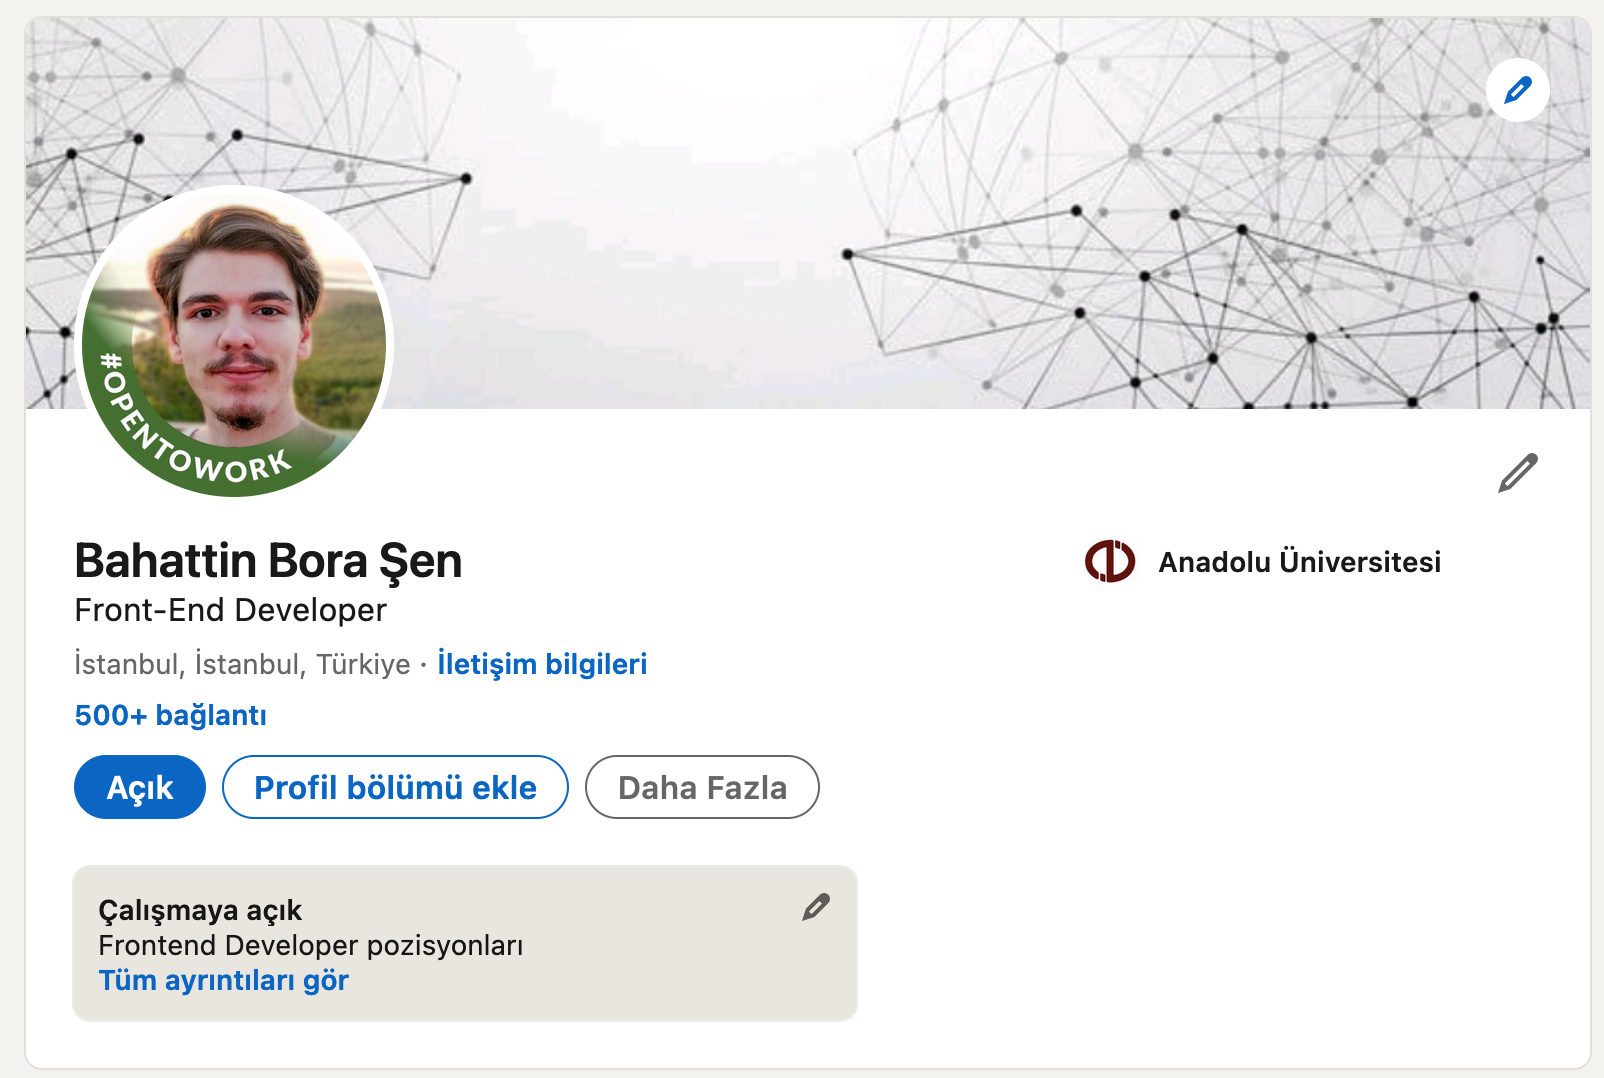 #OPENTOWORK
Bahattin Bora Şen
Front-End Developer
İstanbul, İstanbul, Türkiye · İletişim bilgileri
500+ bağlantı
Açık
Profil bölümü ekle
Daha Fazla
Anadolu Üniversitesi
Çalışmaya açık
Frontend Developer pozisyonları
Tüm ayrıntıları gör